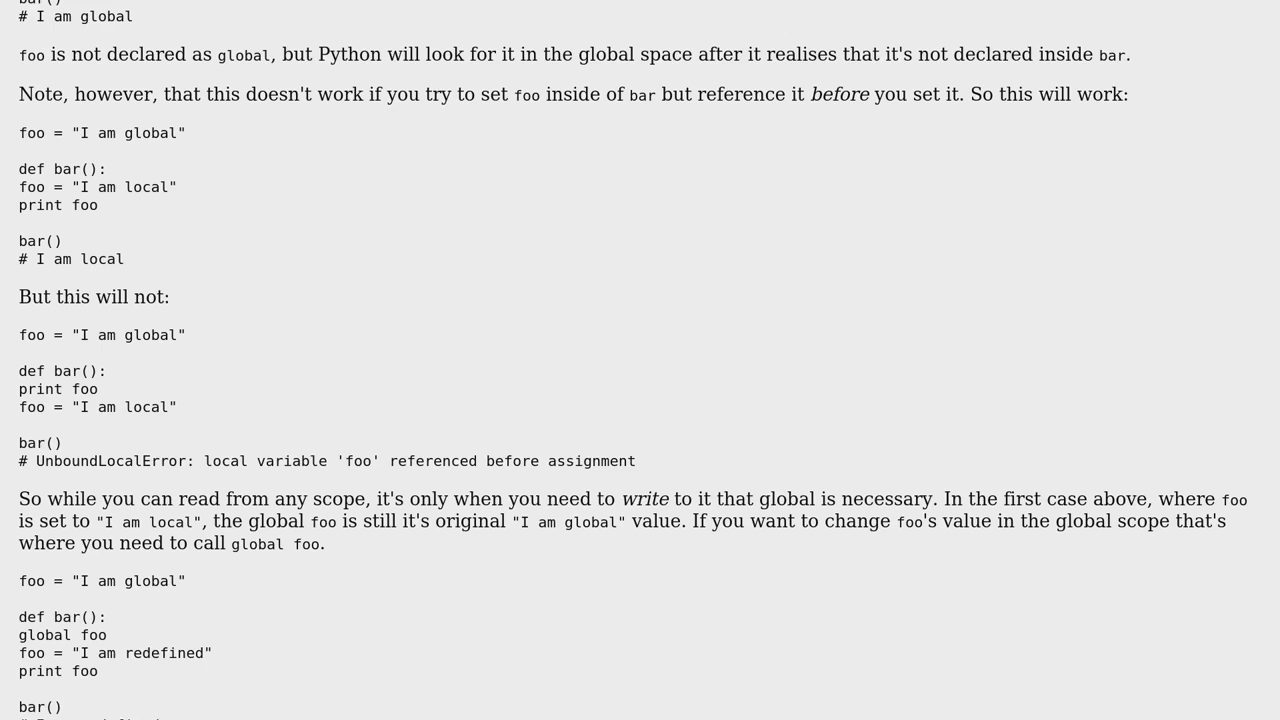 bar()
# I am global
foo is not declared as global, but Python will look for it in the global space after it realises that it's not declared inside bar.
Note, however, that this doesn't work if you try to set foo inside of bar but reference it before you set it. So this will work:
foo = "I am global"
def bar():
foo = "I am local"
print foo
bar()
# I am local
But this will not:
foo = "I am global"
def bar():
print foo
foo = "I am local"
bar()
# UnboundLocalError: local variable 'foo' referenced before assignment
So while you can read from any scope, it's only when you need to write to it that global is necessary. In the first case above, where foo
is set to "I am local", the global foo is still it's original "I am global" value. If you want to change foo's value in the global scope that's
where you need to call global foo.
foo = "I am global"
def bar():
global foo
foo = "I am redefined"
print foo
bar()